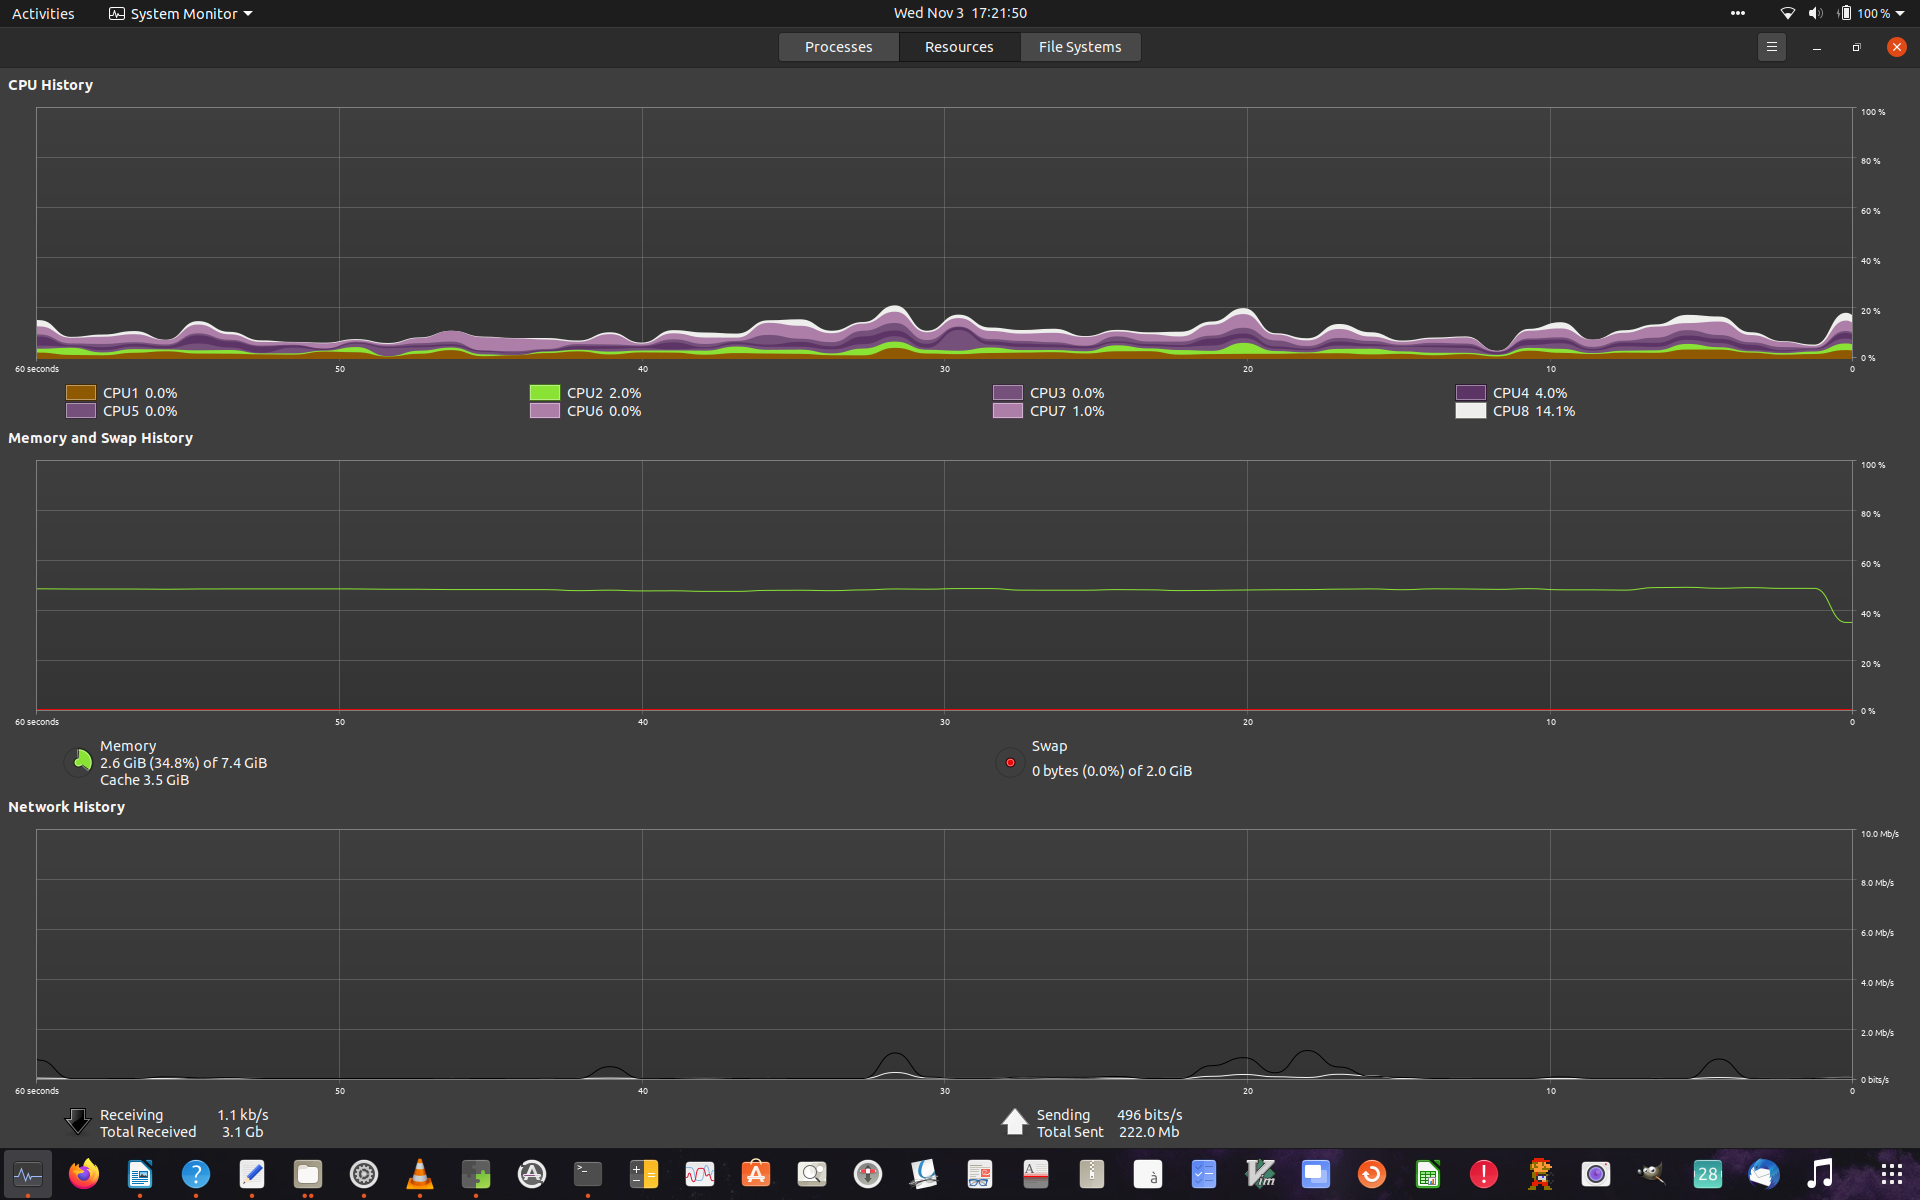 Activities System Monitor Wed Nov 3 17:21:50 100 %
Processes Resources File Systems
CPU History
100 %
80 %
60 %
40 %
20 %
0 %
60 seconds 50 40 30 20 10 0
CPU1 0.0% CPU2 2.0% CPU3 0.0% CPU4 4.0%
CPU5 0.0% CPU6 0.0% CPU7 1.0% CPU8 14.1%
Memory and Swap History
100 %
80 %
60 %
40 %
20 %
0 %
60 seconds 50 40 30 20 10 0
Memory
2.6 GiB (34.8%) of 7.4 GiB
Cache 3.5 GiB
Swap
0 bytes (0.0%) of 2.0 GiB
Network History
10.0 Mb/s
8.0 Mb/s
6.0 Mb/s
4.0 Mb/s
2.0 Mb/s
0 bits/s
60 seconds 50 40 30 20 10 0
Receiving 1.1 kb/s
Total Received 3.1 Gb
Sending 496 bits/s
Total Sent 222.0 Mb
? >_ A à Vim ! 28